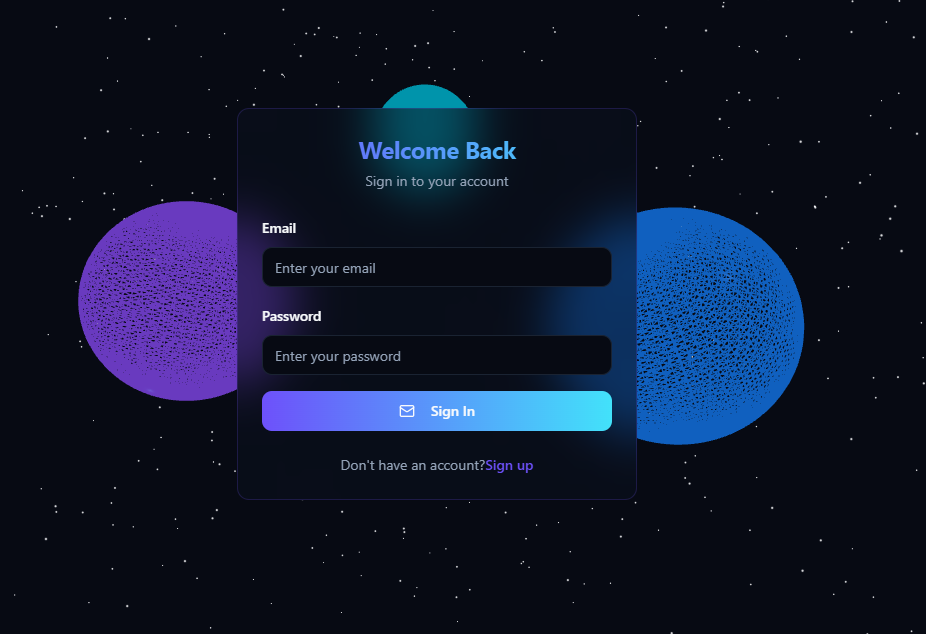 Welcome Back
Sign in to your account
Email
Enter your email
Password
Enter your password
Sign In
Don't have an account?Sign up